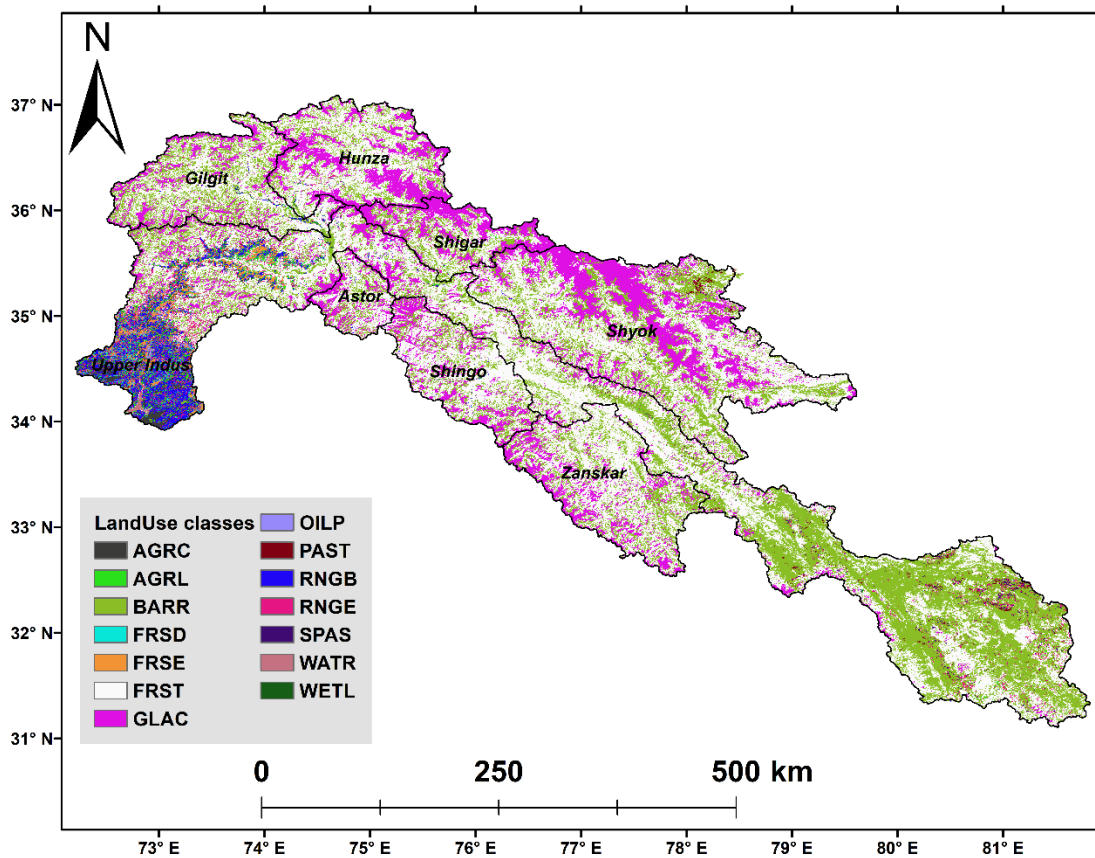 N
37° N
36° N
35° N
34° N
33° N
32° N
31° N
Hunza
Gilgit
Shigar
Astor
Shyok
Upper Indus
Shingo
Zanskar
LandUse classes
AGRC
AGRL
BARR
FRSD
FRSE
FRST
GLAC
OILP
PAST
RNGB
RNGE
SPAS
WATR
WETL
0 250 500 km
73° E 74° E 75° E 76° E 77° E 78° E 79° E 80° E 81° E